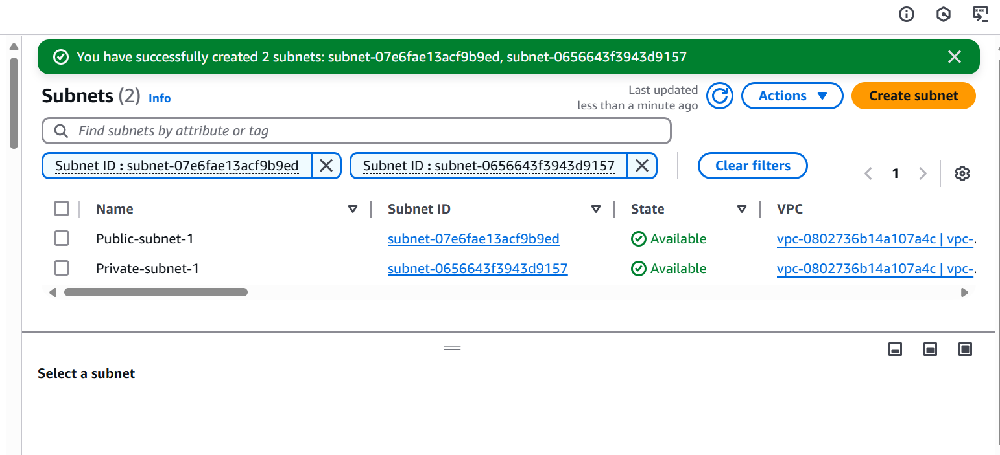 You have successfully created 2 subnets: subnet-07e6fae13acf9b9ed, subnet-0656643f3943d9157
Subnets (2) Info
Last updated
less than a minute ago
Actions
Create subnet
Find subnets by attribute or tag
Subnet ID : subnet-07e6fae13acf9b9ed
Subnet ID : subnet-0656643f3943d9157
Clear filters
1
Name Subnet ID State VPC
Public-subnet-1 subnet-07e6fae13acf9b9ed Available vpc-0802736b14a107a4c | vpc-
Private-subnet-1 subnet-0656643f3943d9157 Available vpc-0802736b14a107a4c | vpc-
Select a subnet